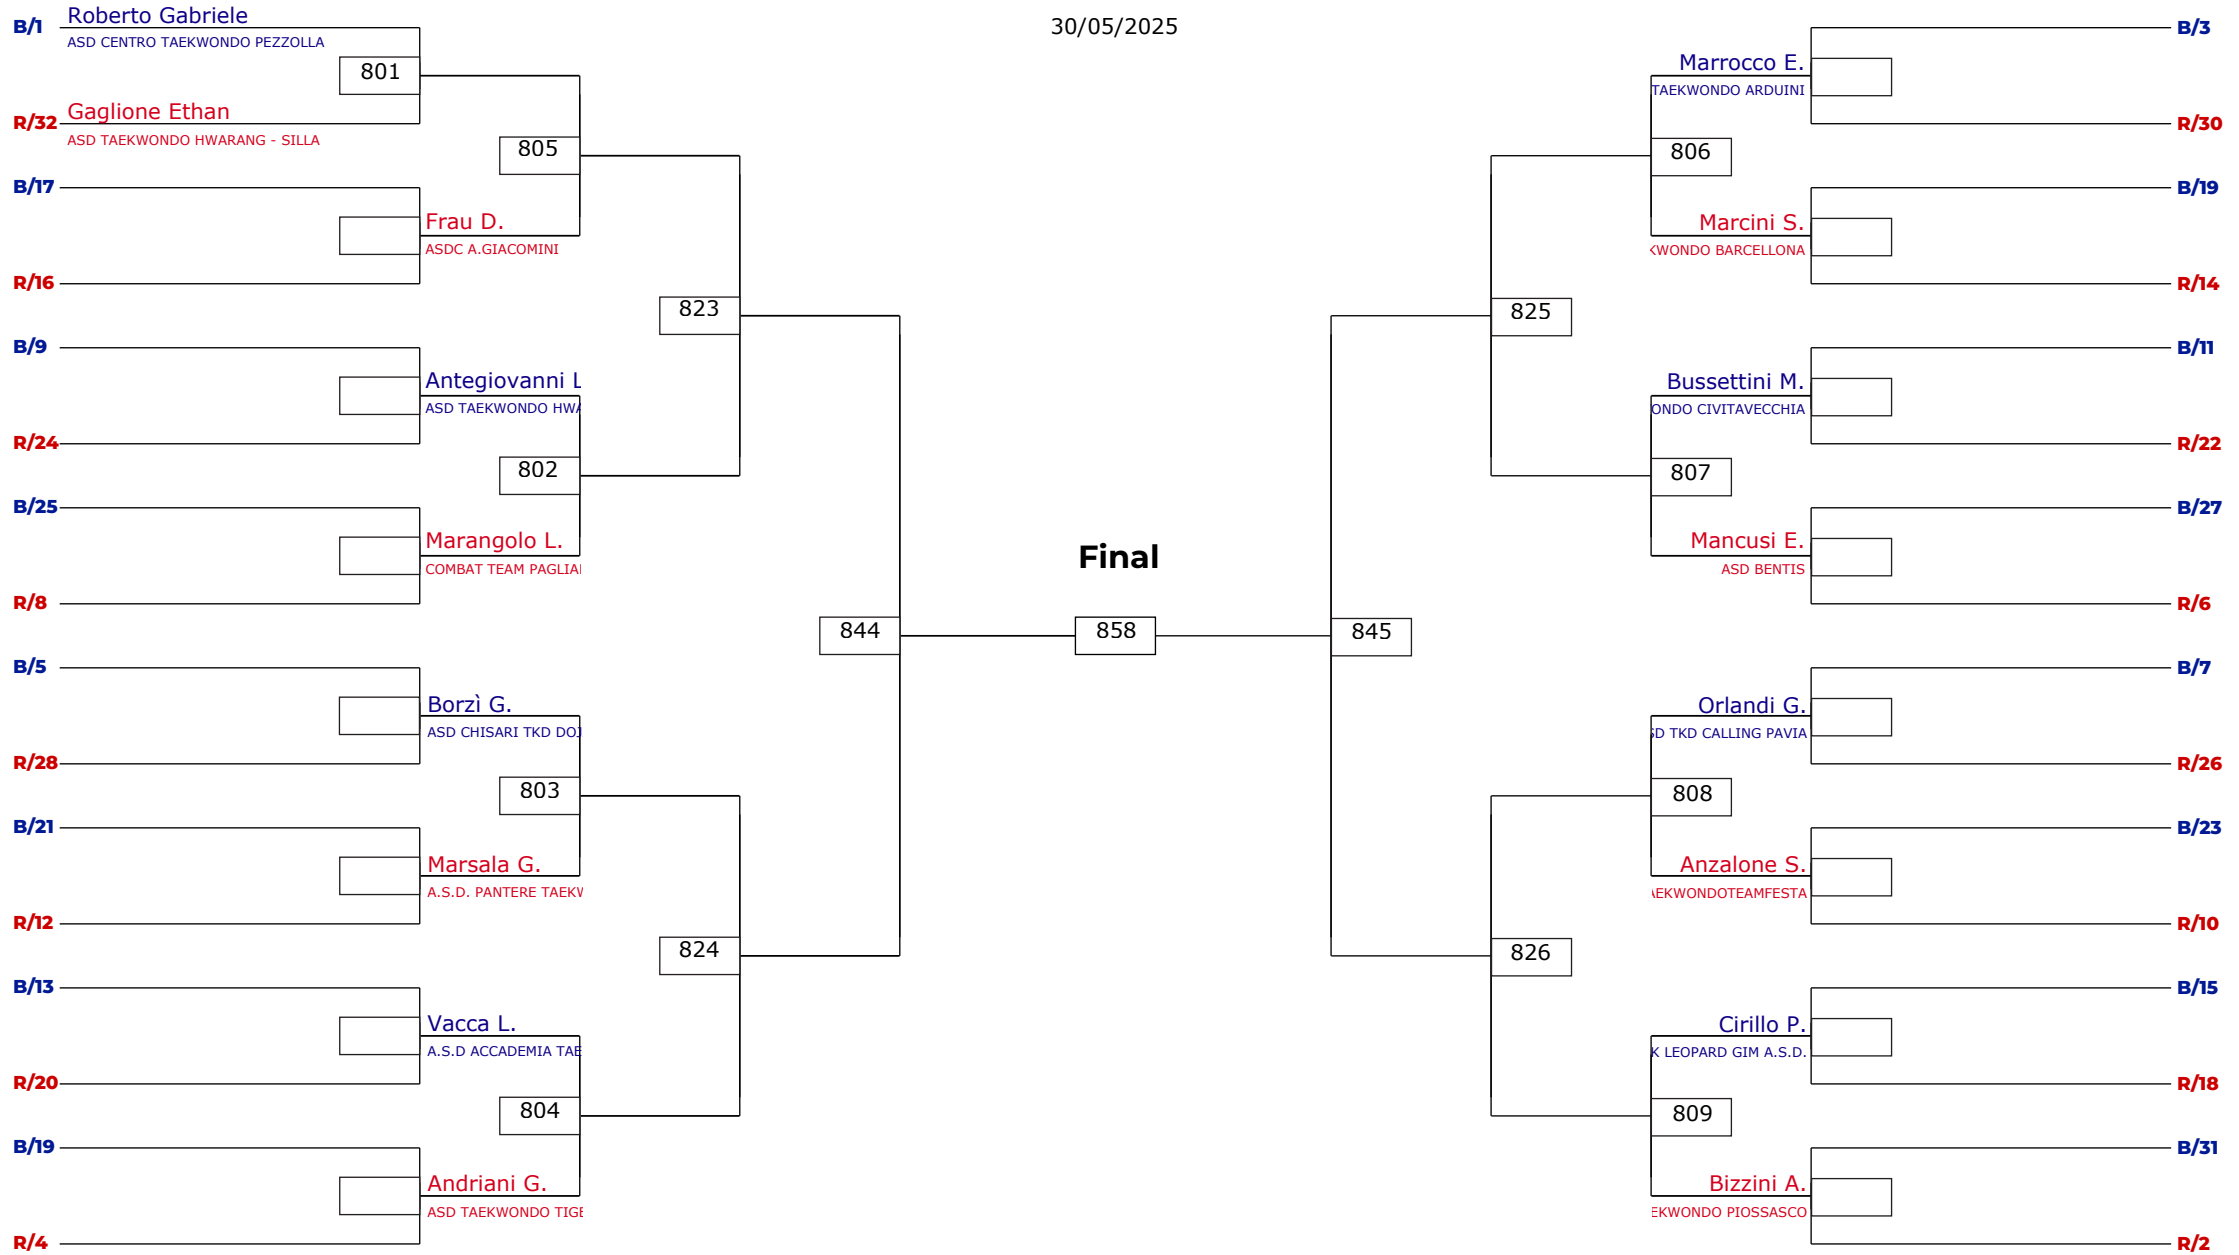 30/05/2025
B/1
Roberto Gabriele
ASD CENTRO TAEKWONDO PEZZOLLA
801
R/32
Gaglione Ethan
ASD TAEKWONDO HWARANG - SILLA
805
B/17
Frau D.
ASDC A.GIACOMINI
R/16
823
B/9
Antegiovanni L
ASD TAEKWONDO HWA
R/24
802
B/25
Marangolo L.
COMBAT TEAM PAGLIA
R/8
844
B/5
Borzì G.
ASD CHISARI TKD DOJ
R/28
803
B/21
Marsala G.
A.S.D. PANTERE TAEKW
R/12
824
B/13
Vacca L.
A.S.D ACCADEMIA TAE
R/20
804
B/19
Andriani G.
ASD TAEKWONDO TIGE
R/4
Final
858
B/3
Marrocco E.
TAEKWONDO ARDUINI
R/30
806
B/19
Marcini S.
KWONDO BARCELLONA
R/14
825
B/11
Bussettini M.
ONDO CIVITAVECCHIA
R/22
807
B/27
Mancusi E.
ASD BENTIS
R/6
845
B/7
Orlandi G.
SD TKD CALLING PAVIA
R/26
808
B/23
Anzalone S.
AEKWONDOTEAMFESTA
R/10
826
B/15
Cirillo P.
K LEOPARD GIM A.S.D.
R/18
809
B/31
Bizzini A.
EKWONDO PIOSSASCO
R/2